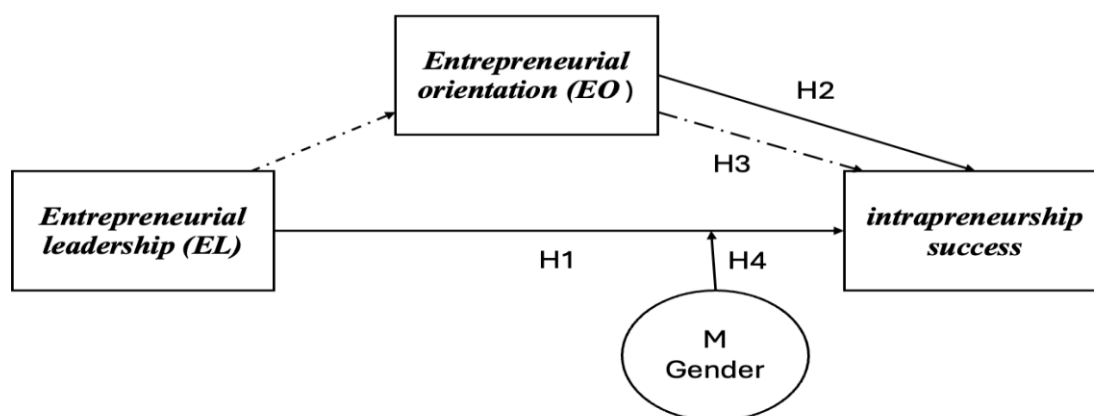 Entrepreneurial
orientation (EO)
H2
H3
Entrepreneurial
leadership (EL)
intrapreneurship
success
H1
H4
M
Gender